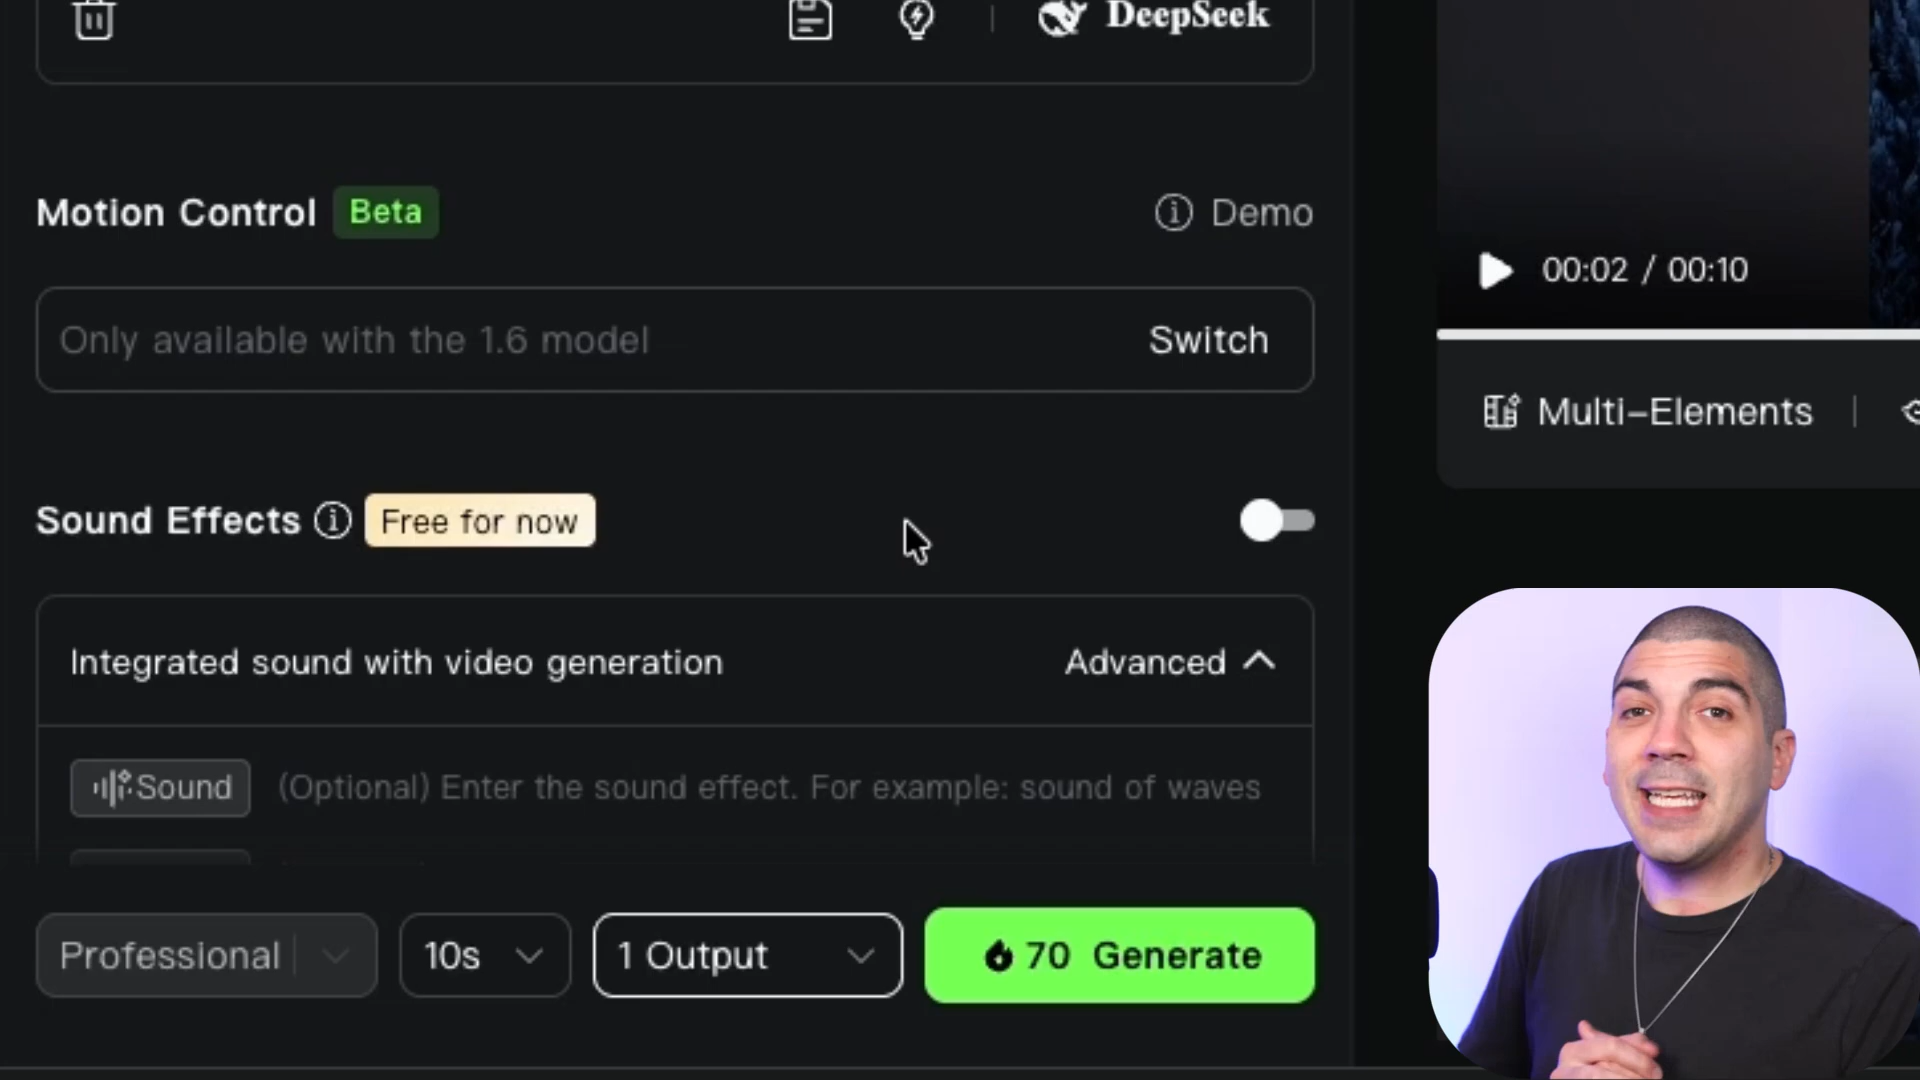 DeepSeek
Motion Control Beta
Demo
Only available with the 1.6 model
Switch
Sound Effects Free for now
Integrated sound with video generation
Advanced
Sound (Optional) Enter the sound effect. For example: sound of waves
Professional
10s
1 Output
70 Generate
00:02 / 00:10
Multi-Elements